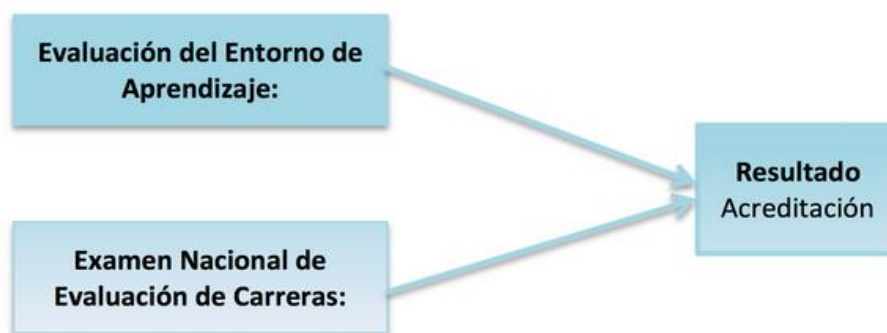 Evaluación del Entorno de
Aprendizaje:
Resultado
Acreditación
Examen Nacional de
Evaluación de Carreras: